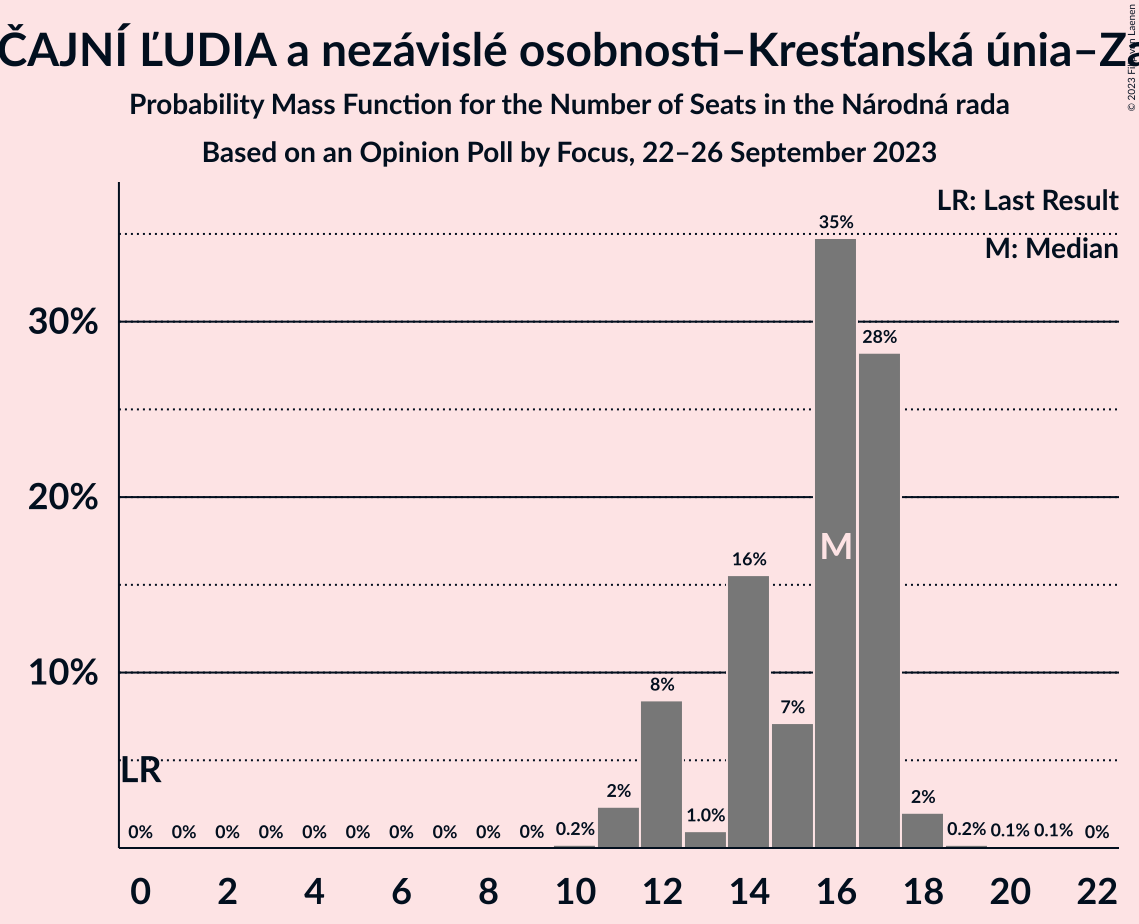 ČAJNÍ ĽUDIA a nezávislé osobnosti–Kresťanská únia–Za
Probability Mass Function for the Number of Seats in the Národná rada
Based on an Opinion Poll by Focus, 22–26 September 2023
© 2023 Filip van Laenen
LR: Last Result
M: Median
35%
30%
28%
20%
M
16%
10%
8%
7%
LR
2%
1.0%
2%
0% 0% 0% 0% 0% 0% 0% 0% 0% 0% 0.2% 0.2% 0.1% 0.1% 0%
0 2 4 6 8 10 12 14 16 18 20 22